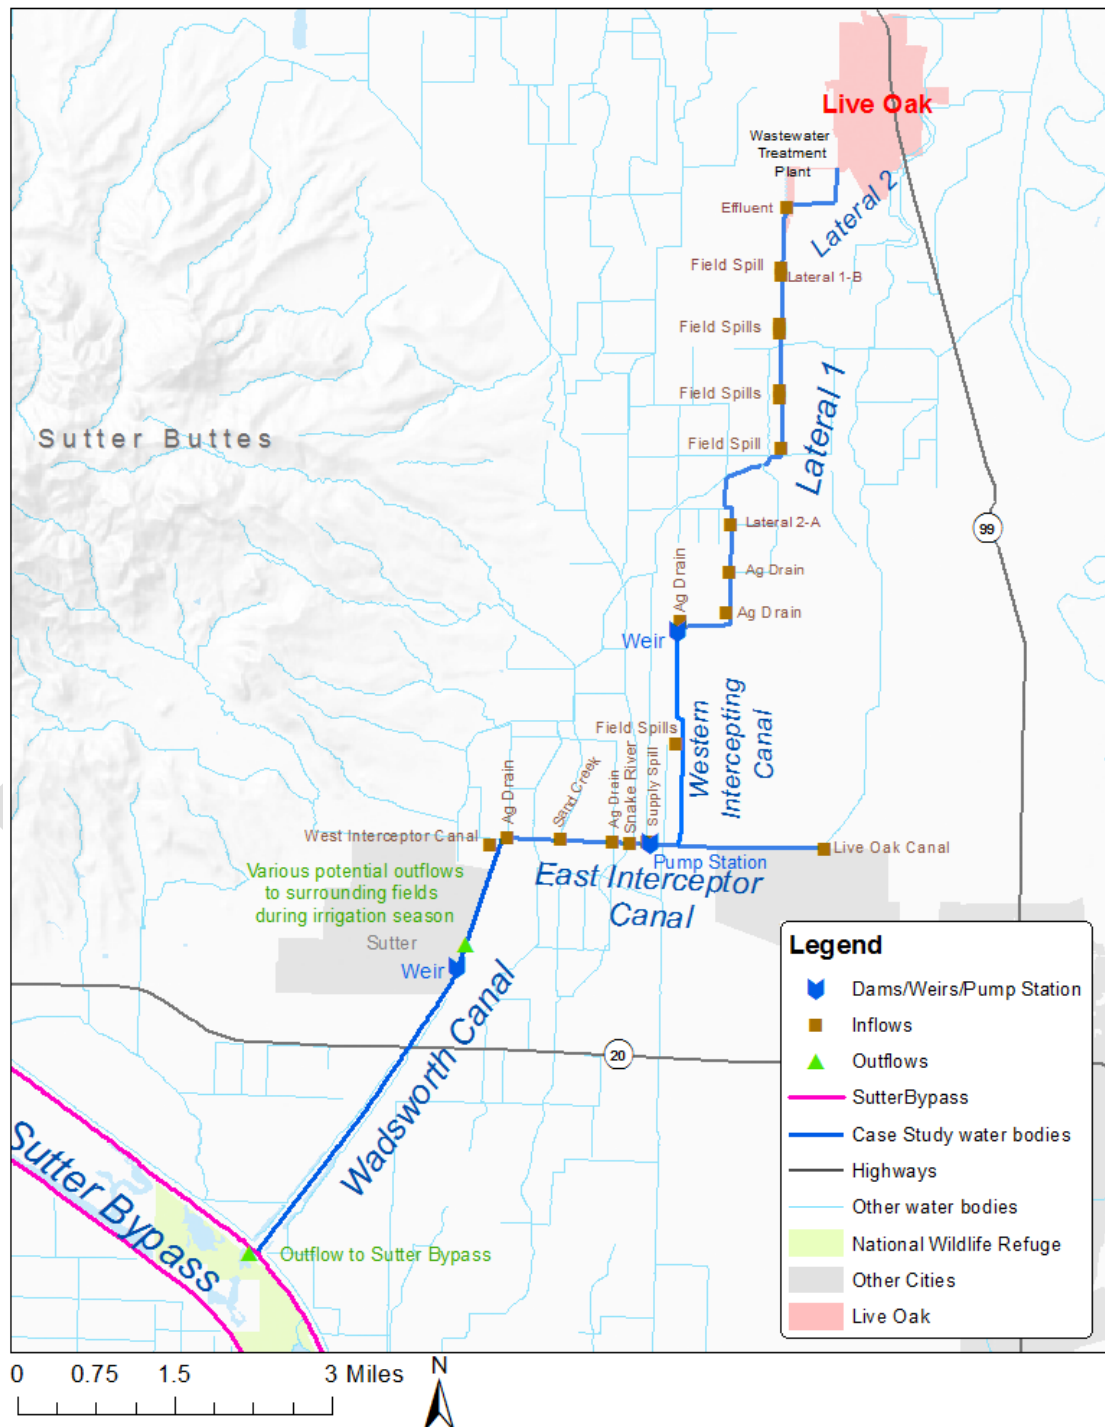 Live Oak
Wastewater
Treatment
Plant
Effluent
Lateral 2
Field Spill
Lateral 1-B
Field Spills
Field Spills
Lateral 1
Sutter Buttes
Field Spill
Lateral 2-A
99
Ag Drain
Ag Drain
Ag Drain
Weir
Western
Intercepting
Canal
Field Spills
Supply Spill
Snake River
Ag Drain
Sand Creek
Ag Drain
West Interceptor Canal
Live Oak Canal
Pump Station
East Interceptor
Canal
Various potential outflows
to surrounding fields
during irrigation season
Sutter
Weir
Wadsworth Canal
20
Sutter Bypass
Outflow to Sutter Bypass
Legend
Dams/Weirs/Pump Station
Inflows
Outflows
SutterBypass
Case Study water bodies
Highways
Other water bodies
National Wildlife Refuge
Other Cities
Live Oak
0 0.75 1.5 3 Miles
N